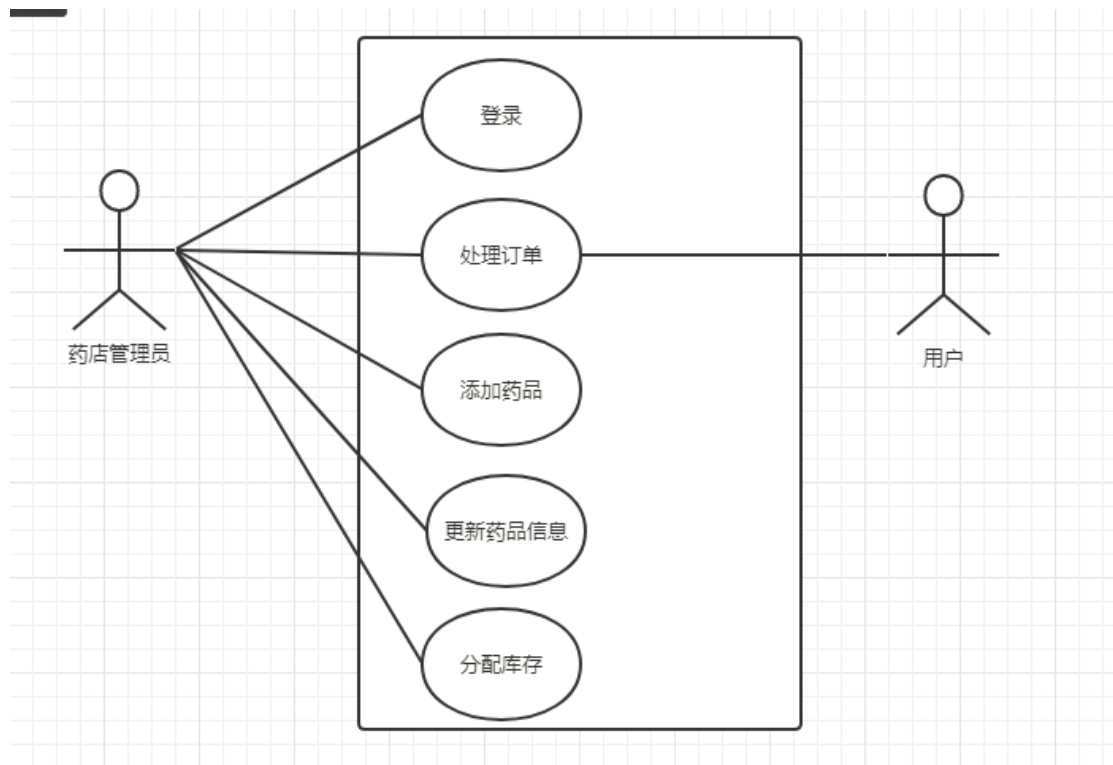 登录
处理订单
药店管理员
用户
添加药品
更新药品信息
分配库存